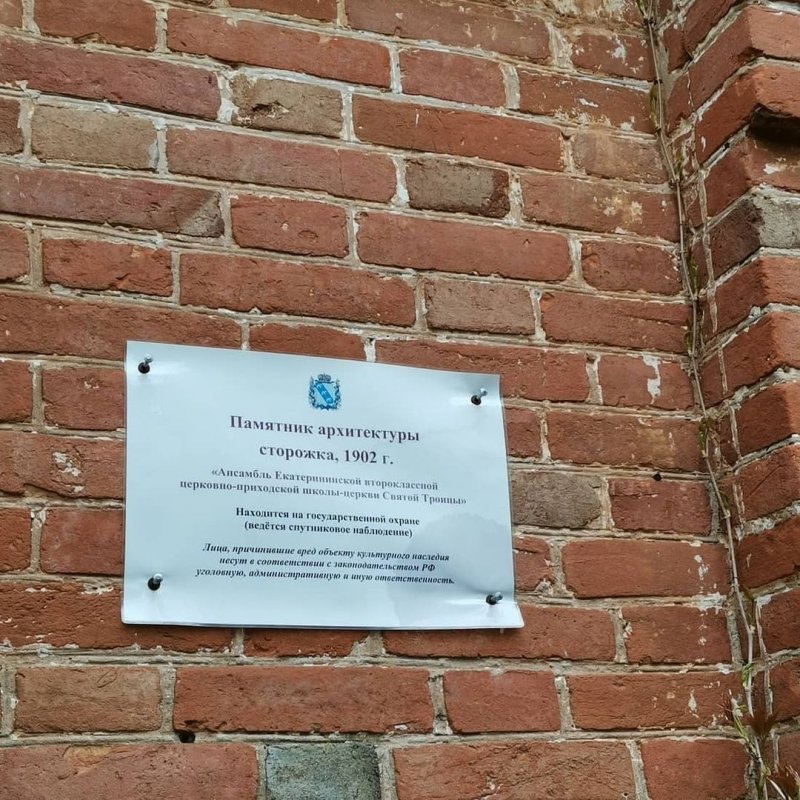 Памятник архитектуры
сторожка, 1902 г.
«Ансамбль Екатерининской второклассной
церковно-приходской школы-церкви Святой Троицы»
Находится на государственной охране
(ведётся спутниковое наблюдение)
Лица, причинившие вред объекту культурного наследия
несут в соответствии с законодательством РФ
уголовную, административную и иную ответственность.